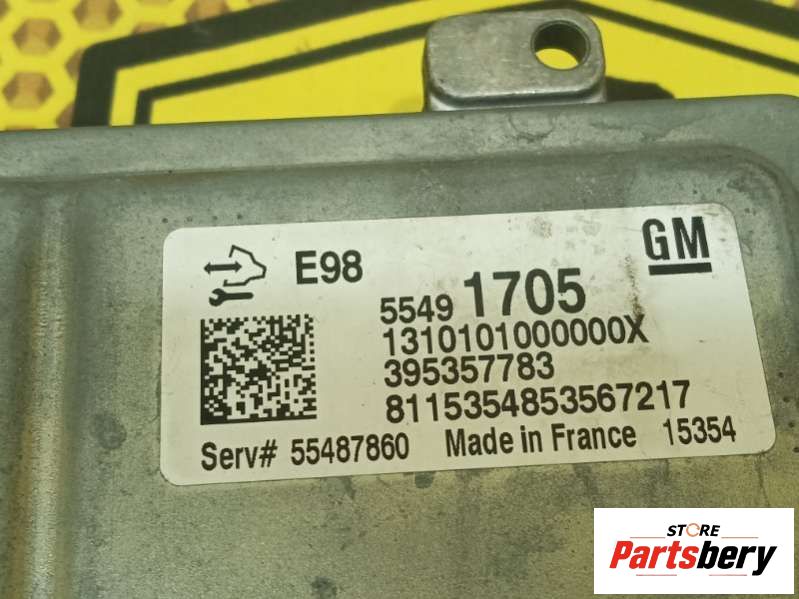 E98
GM
5549 1705
1310101000000X
395357783
8115354853567217
Serv# 55487860 Made in France 15354
STORE
Partsbery